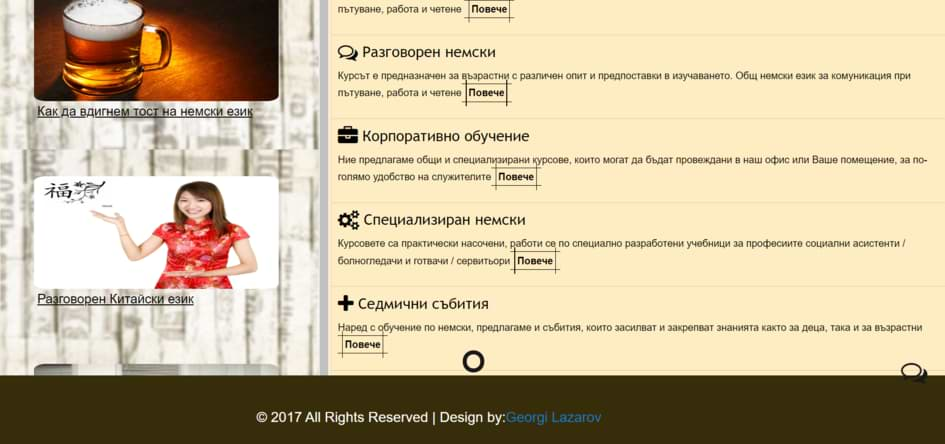 Как да вдигнем тост на немски език
福
Разговорен Китайски език
пътуване, работа и четене Повече
Разговорен немски
Курсът е предназначен за възрастни с различен опит и предпоставки в изучаването. Общ немски език за комуникация при
пътуване, работа и четене Повече
Корпоративно обучение
Ние предлагаме общи и специализирани курсове, които могат да бъдат провеждани в наш офис или Ваше помещение, за по-
голямо удобство на служителите Повече
Специализиран немски
Курсовете са практически насочени, работи се по специално разработени учебници за професиите социални асистенти /
болногледачи и готвачи / сервитьори Повече
Седмични събития
Наред с обучение по немски, предлагаме и събития, които засилват и закрепват знанията както за деца, така и за възрастни
Повече
© 2017 All Rights Reserved | Design by:Georgi Lazarov